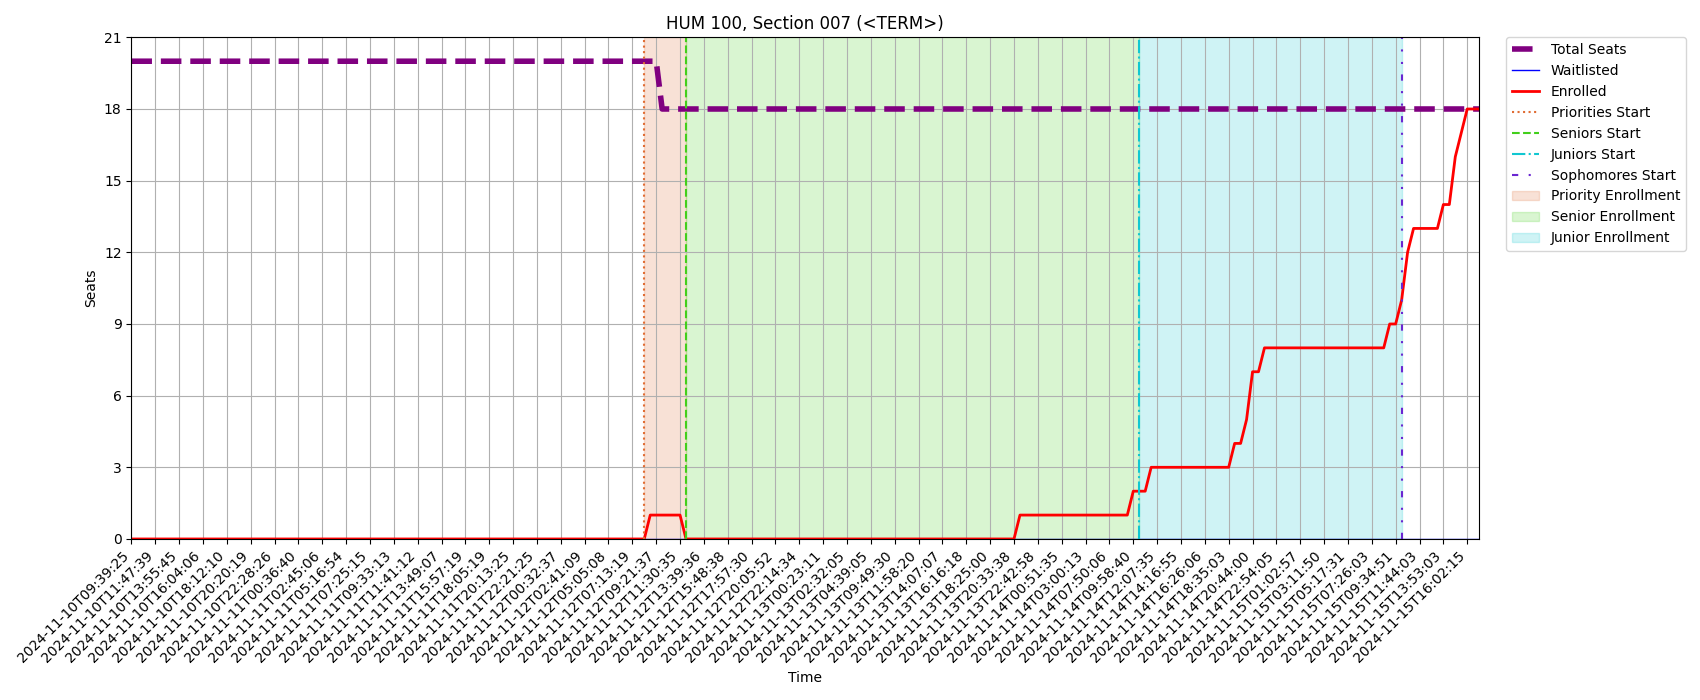 HUM 100, Section 007 (<TERM>)
Seats
21
18
15
12
9
6
3
0
2024-11-10T09:39:25
2024-11-10T11:47:39
2024-11-10T13:55:45
2024-11-10T16:04:06
2024-11-10T18:12:10
2024-11-10T20:20:19
2024-11-10T22:28:26
2024-11-11T00:36:40
2024-11-11T02:45:06
2024-11-11T05:16:54
2024-11-11T07:25:15
2024-11-11T09:33:13
2024-11-11T11:41:12
2024-11-11T13:49:07
2024-11-11T15:57:19
2024-11-11T18:05:19
2024-11-11T20:13:25
2024-11-11T22:21:25
2024-11-12T00:32:37
2024-11-12T02:41:09
2024-11-12T05:05:08
2024-11-12T07:13:19
2024-11-12T09:21:37
2024-11-12T11:30:35
2024-11-12T13:39:36
2024-11-12T15:48:38
2024-11-12T17:57:30
2024-11-12T20:05:52
2024-11-12T22:14:34
2024-11-13T00:23:11
2024-11-13T02:32:05
2024-11-13T04:39:05
2024-11-13T09:49:30
2024-11-13T11:58:20
2024-11-13T14:07:07
2024-11-13T16:16:18
2024-11-13T18:25:00
2024-11-13T20:33:38
2024-11-13T22:42:58
2024-11-14T00:51:35
2024-11-14T03:00:13
2024-11-14T07:50:06
2024-11-14T09:58:40
2024-11-14T12:07:35
2024-11-14T14:16:55
2024-11-14T16:26:06
2024-11-14T18:35:03
2024-11-14T20:44:00
2024-11-14T22:54:05
2024-11-15T01:02:57
2024-11-15T03:11:50
2024-11-15T05:17:31
2024-11-15T07:26:03
2024-11-15T09:34:51
2024-11-15T11:44:03
2024-11-15T13:53:03
2024-11-15T16:02:15
Time
Total Seats
Waitlisted
Enrolled
Priorities Start
Seniors Start
Juniors Start
Sophomores Start
Priority Enrollment
Senior Enrollment
Junior Enrollment